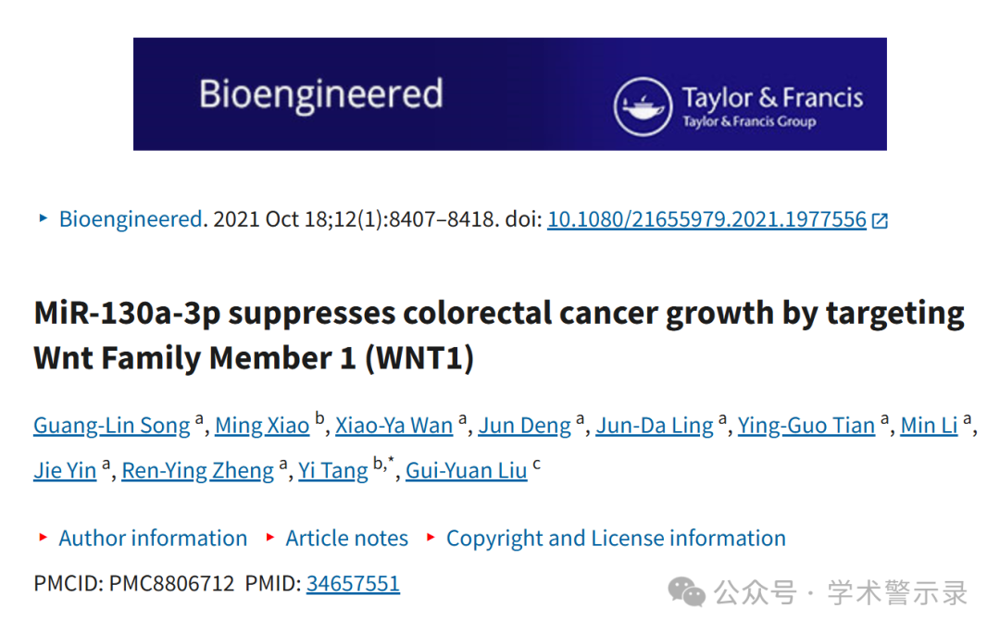 Bioengineered
Taylor & Francis
Taylor & Francis Group
‣ Bioengineered. 2021 Oct 18;12(1):8407–8418. doi: 10.1080/21655979.2021.1977556
MiR-130a-3p suppresses colorectal cancer growth by targeting
Wnt Family Member 1 (WNT1)
Guang-Lin Song a, Ming Xiao b, Xiao-Ya Wan a, Jun Deng a, Jun-Da Ling a, Ying-Guo Tian a, Min Li a,
Jie Yin a, Ren-Ying Zheng a, Yi Tang b,*, Gui-Yuan Liu c
‣ Author information ‣ Article notes ‣ Copyright and License information
PMCID: PMC8806712 PMID: 34657551
公众号 · 学术警示录